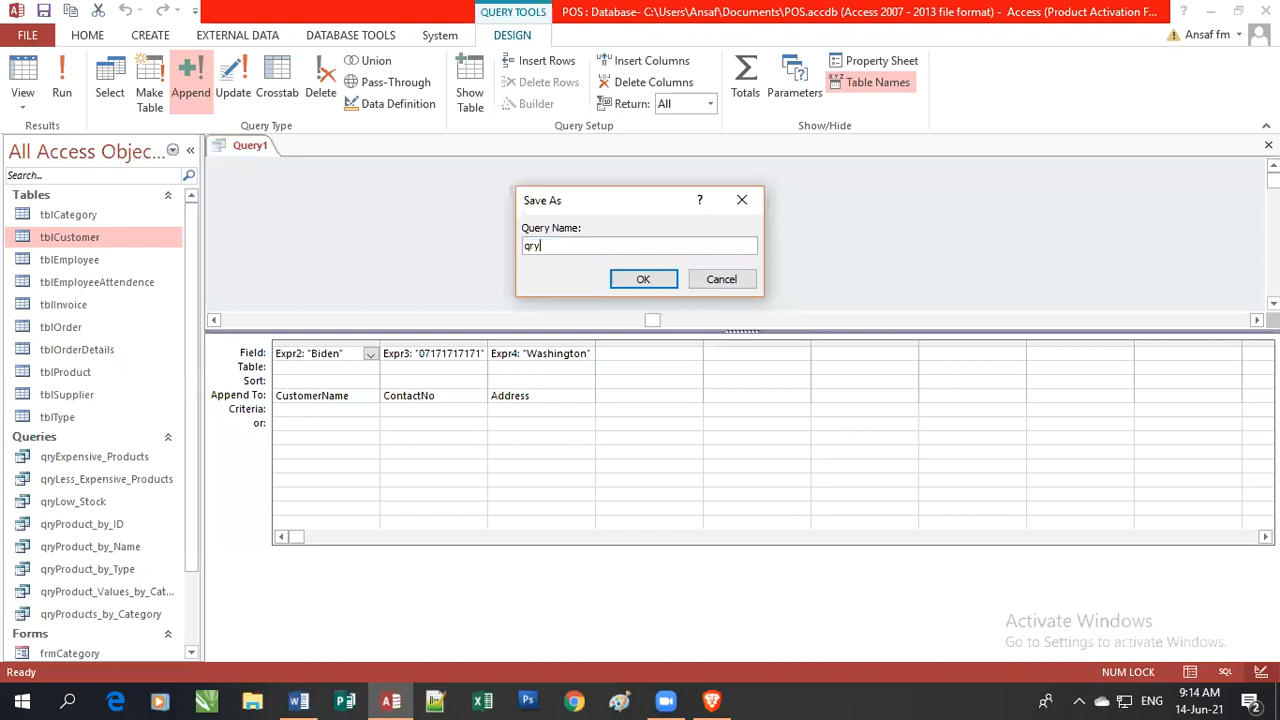 QUERY TOOLS
POS : Database- C:\Users\Ansaf\Documents\POS.accdb (Access 2007 - 2013 file format) - Access (Product Activation F...
FILE HOME CREATE EXTERNAL DATA DATABASE TOOLS System DESIGN
Ansaf fm
View
Run
Select
Make Table
Append
Update
Crosstab
Delete
Union
Pass-Through
Data Definition
Show Table
Insert Rows
Delete Rows
Builder
Insert Columns
Delete Columns
Return: All
Totals
Parameters
Property Sheet
Table Names
Results
Query Type
Query Setup
Show/Hide
All Access Objec...
Search...
Tables
tblCategory
tblCustomer
tblEmployee
tblEmployeeAttendence
tblInvoice
tblOrder
tblOrderDetails
tblProduct
tblSupplier
tblType
Queries
qryExpensive_Products
qryLess_Expensive_Products
qryLow_Stock
qryProduct_by_ID
qryProduct_by_Name
qryProduct_by_Type
qryProduct_Values_by_Cat...
qryProducts_by_Category
Forms
frmCategory
Query1
Save As
Query Name:
qry
OK Cancel
Field: Expr2: "Biden" Expr3: "07171717171" Expr4: "Washington"
Table:
Sort:
Append To: CustomerName ContactNo Address
Criteria:
or:
Activate Windows
Go to Settings to activate Windows.
Ready
NUM LOCK
SQL
ENG
9:14 AM
14-Jun-21
2